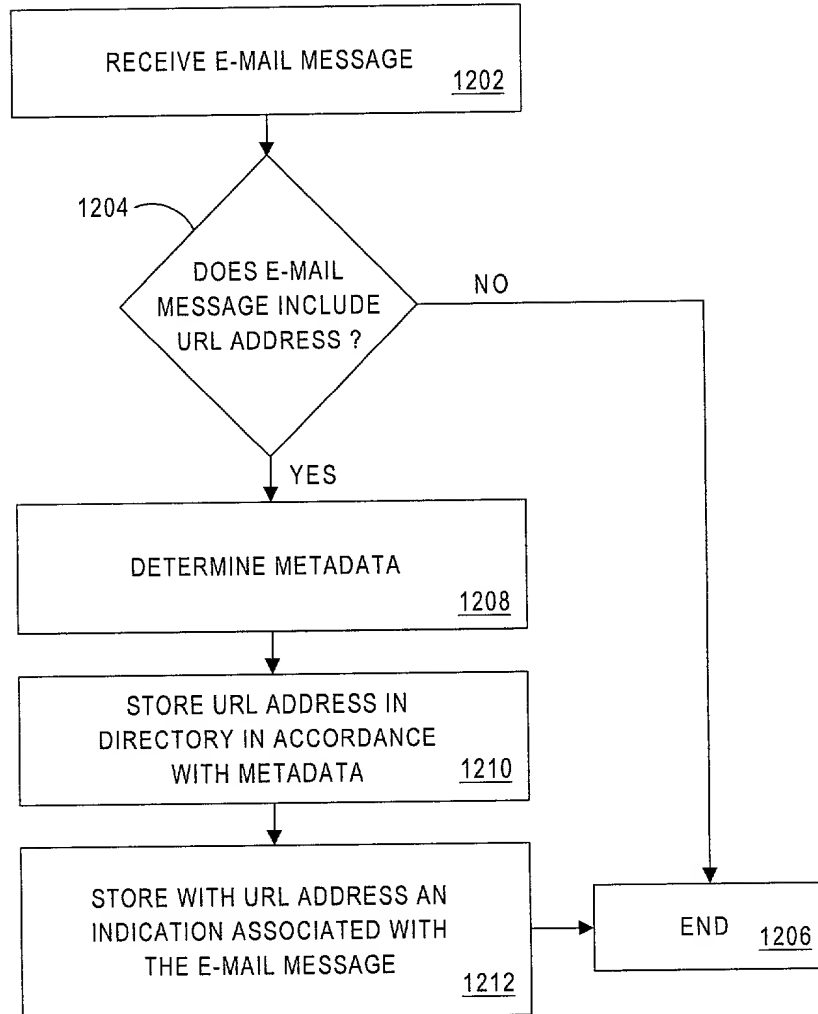 RECEIVE E-MAIL MESSAGE
1202
1204
DOES E-MAIL
MESSAGE INCLUDE
URL ADDRESS ?
NO
YES
DETERMINE METADATA
1208
STORE URL ADDRESS IN
DIRECTORY IN ACCORDANCE
WITH METADATA
1210
STORE WITH URL ADDRESS AN
INDICATION ASSOCIATED WITH
THE E-MAIL MESSAGE
1212
END
1206